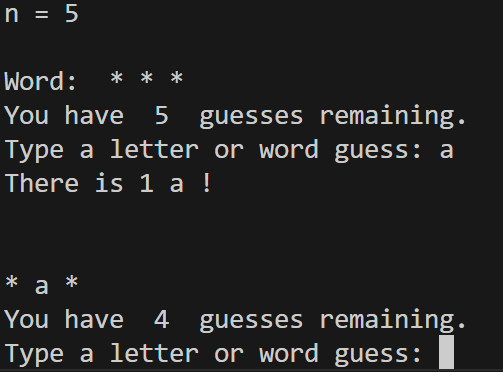 n = 5
Word:  * * *
You have  5  guesses remaining.
Type a letter or word guess: a
There is 1 a !
* a *
You have  4  guesses remaining.
Type a letter or word guess: